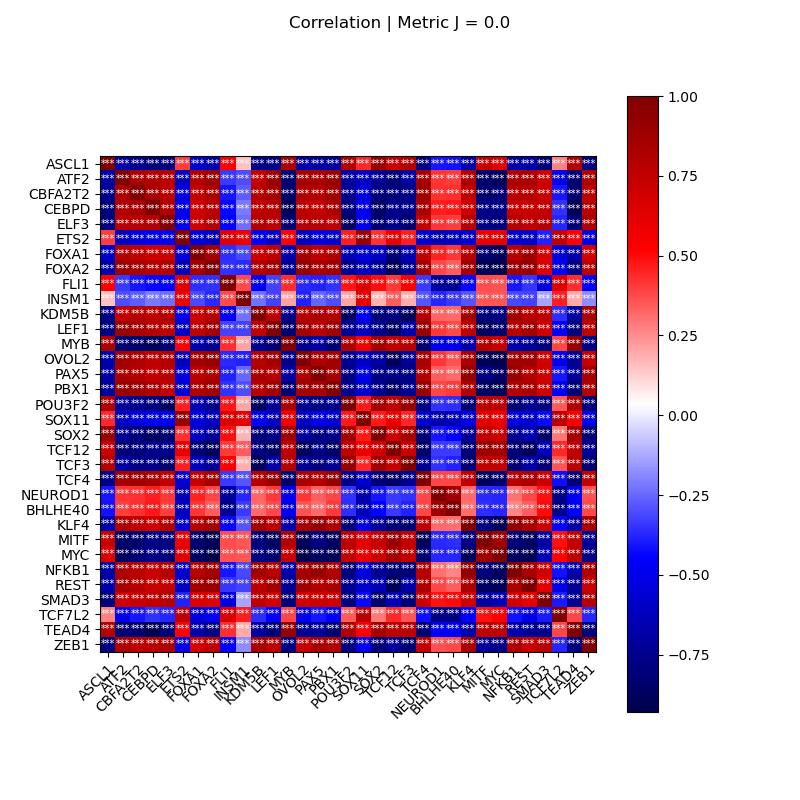 Correlation | Metric J = 0.0
ASCL1
ATF2
CBFA2T2
CEBPD
ELF3
ETS2
FOXA1
FOXA2
FLI1
INSM1
KDM5B
LEF1
MYB
OVOL2
PAX5
PBX1
POU3F2
SOX11
SOX2
TCF12
TCF3
TCF4
NEUROD1
BHLHE40
KLF4
MITF
MYC
NFKB1
REST
SMAD3
TCF7L2
TEAD4
ZEB1
ASCL1
ATF2
CBFA2T2
CEBPD
ELF3
ETS2
FOXA1
FOXA2
FLI1
INSM1
KDM5B
LEF1
MYB
OVOL2
PAX5
PBX1
POU3F2
SOX11
SOX2
TCF12
TCF3
TCF4
NEUROD1
BHLHE40
KLF4
MITF
MYC
NFKB1
REST
SMAD3
TCF7L2
TEAD4
ZEB1
1.00
0.75
0.50
0.25
0.00
−0.25
−0.50
−0.75